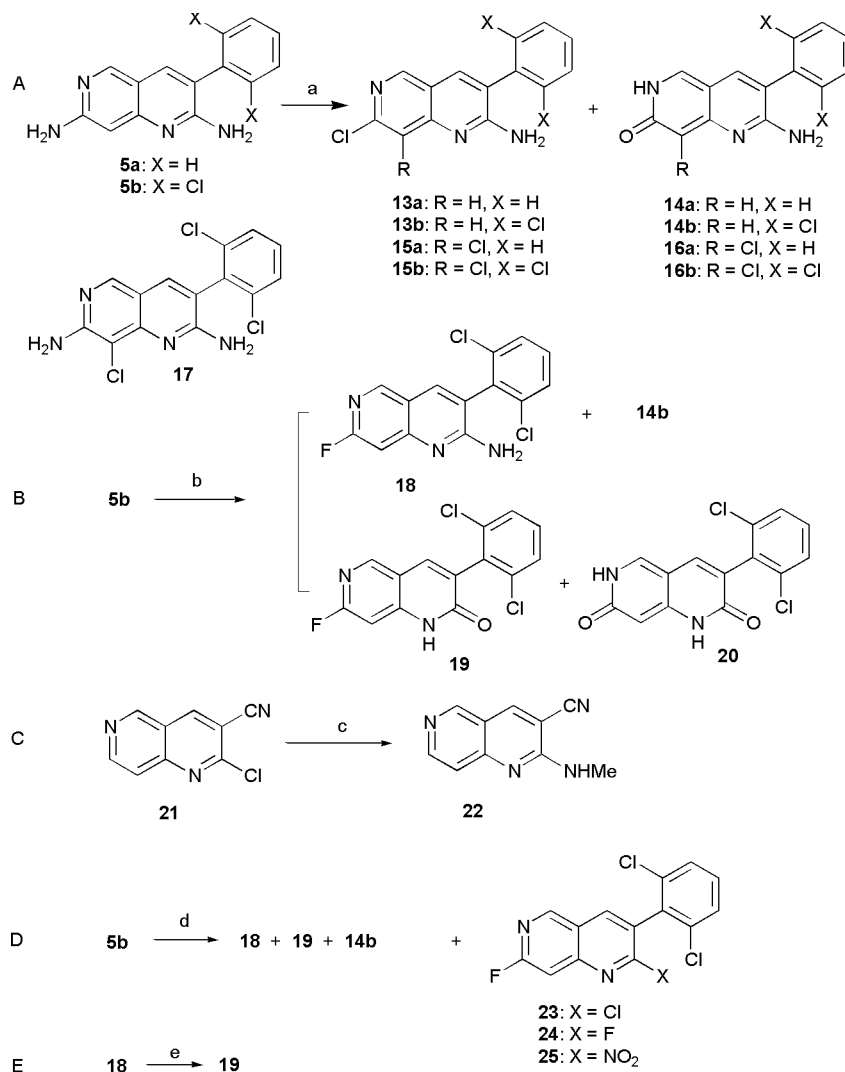 A
X
N
H₂N
N
NH₂
X
5a: X = H
5b: X = Cl
a
X
N
Cl
R
N
NH₂
X
13a: R = H, X = H
13b: R = H, X = Cl
15a: R = Cl, X = H
15b: R = Cl, X = Cl
+
X
HN
O
R
N
NH₂
X
14a: R = H, X = H
14b: R = H, X = Cl
16a: R = Cl, X = H
16b: R = Cl, X = Cl
Cl
N
H₂N
Cl
N
NH₂
Cl
17
B
5b
b
Cl
N
F
N
NH₂
Cl
18
+
14b
Cl
N
F
N
H
O
Cl
19
+
Cl
HN
O
N
H
O
Cl
20
C
N
CN
N
Cl
21
c
N
CN
N
NHMe
22
D
5b
d
18 + 19 + 14b
+
Cl
N
F
N
X
Cl
23: X = Cl
24: X = F
25: X = NO₂
E
18
e
19